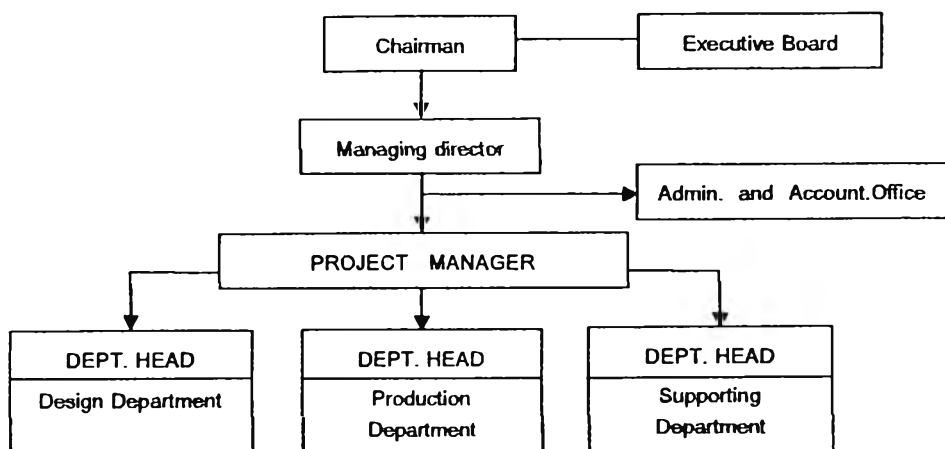 Chairman
Executive Board
Managing director
Admin. and Account.Office
PROJECT MANAGER
DEPT. HEAD
Design Department
DEPT. HEAD
Production
Department
DEPT. HEAD
Supporting
Department